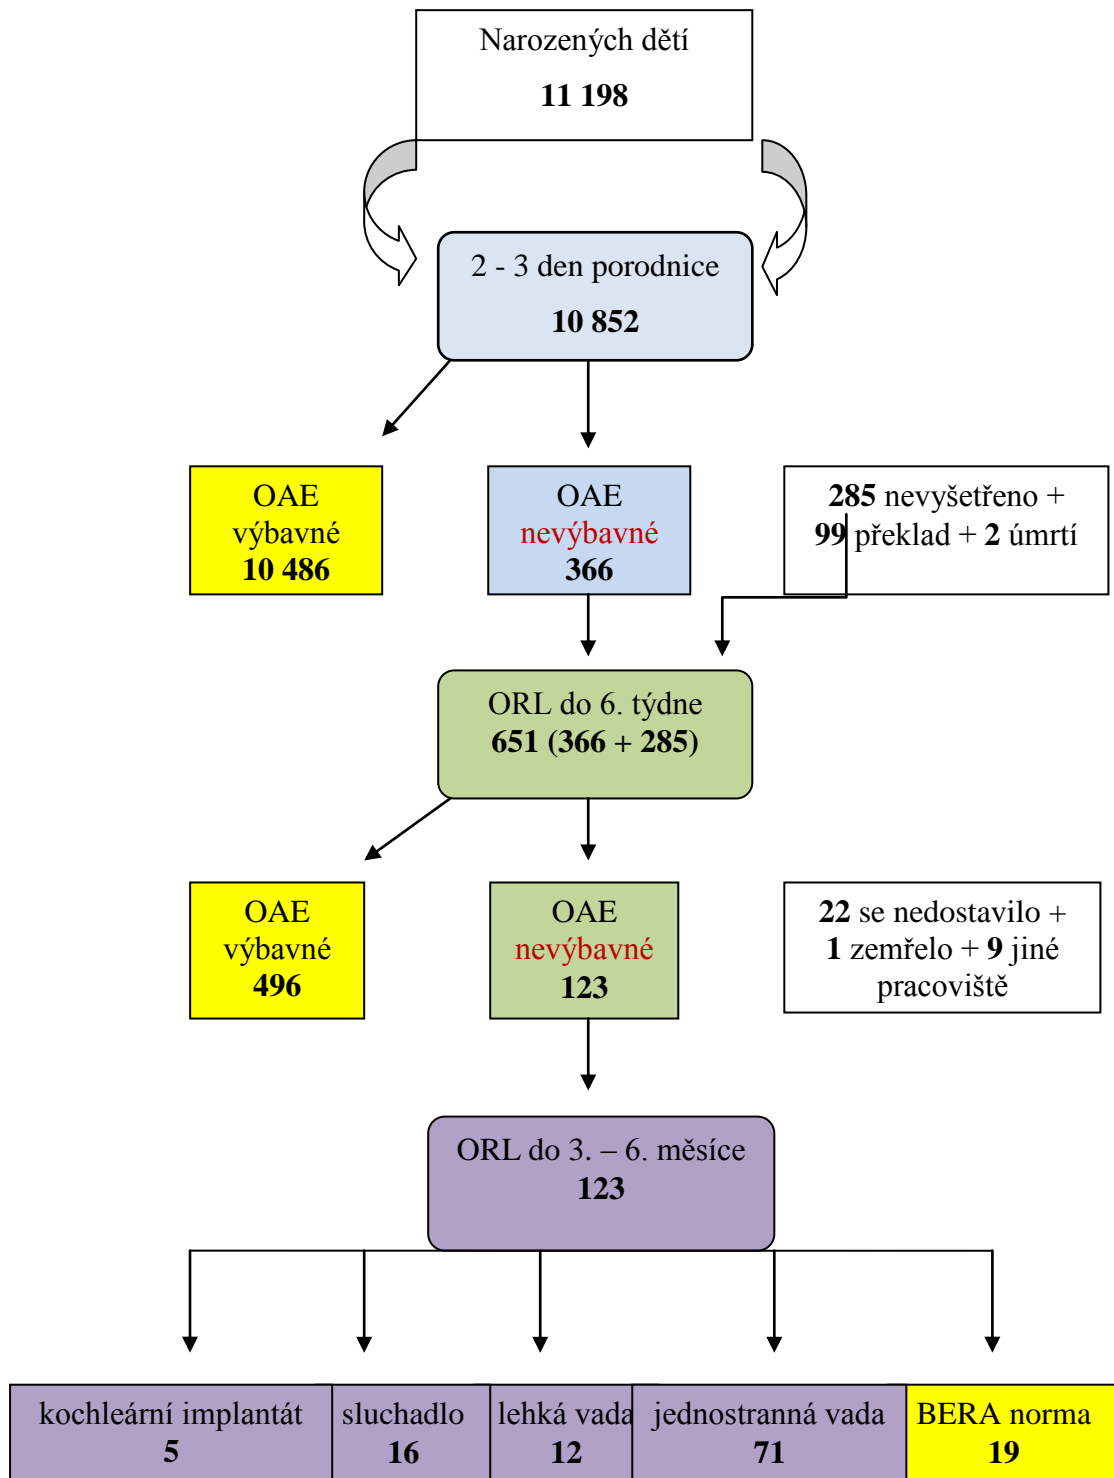 Narozených dětí
11 198
2 - 3 den porodnice
10 852
OAE
výbavné
10 486
OAE
nevýbavné
366
285 nevyšetřeno +
99 překlad + 2 úmrtí
ORL do 6. týdne
651 (366 + 285)
OAE
výbavné
496
OAE
nevýbavné
123
22 se nedostavilo +
1 zemřelo + 9 jiné
pracoviště
ORL do 3. – 6. měsíce
123
kochleární implantát
5
sluchadlo
16
lehká vada
12
jednostranná vada
71
BERA norma
19